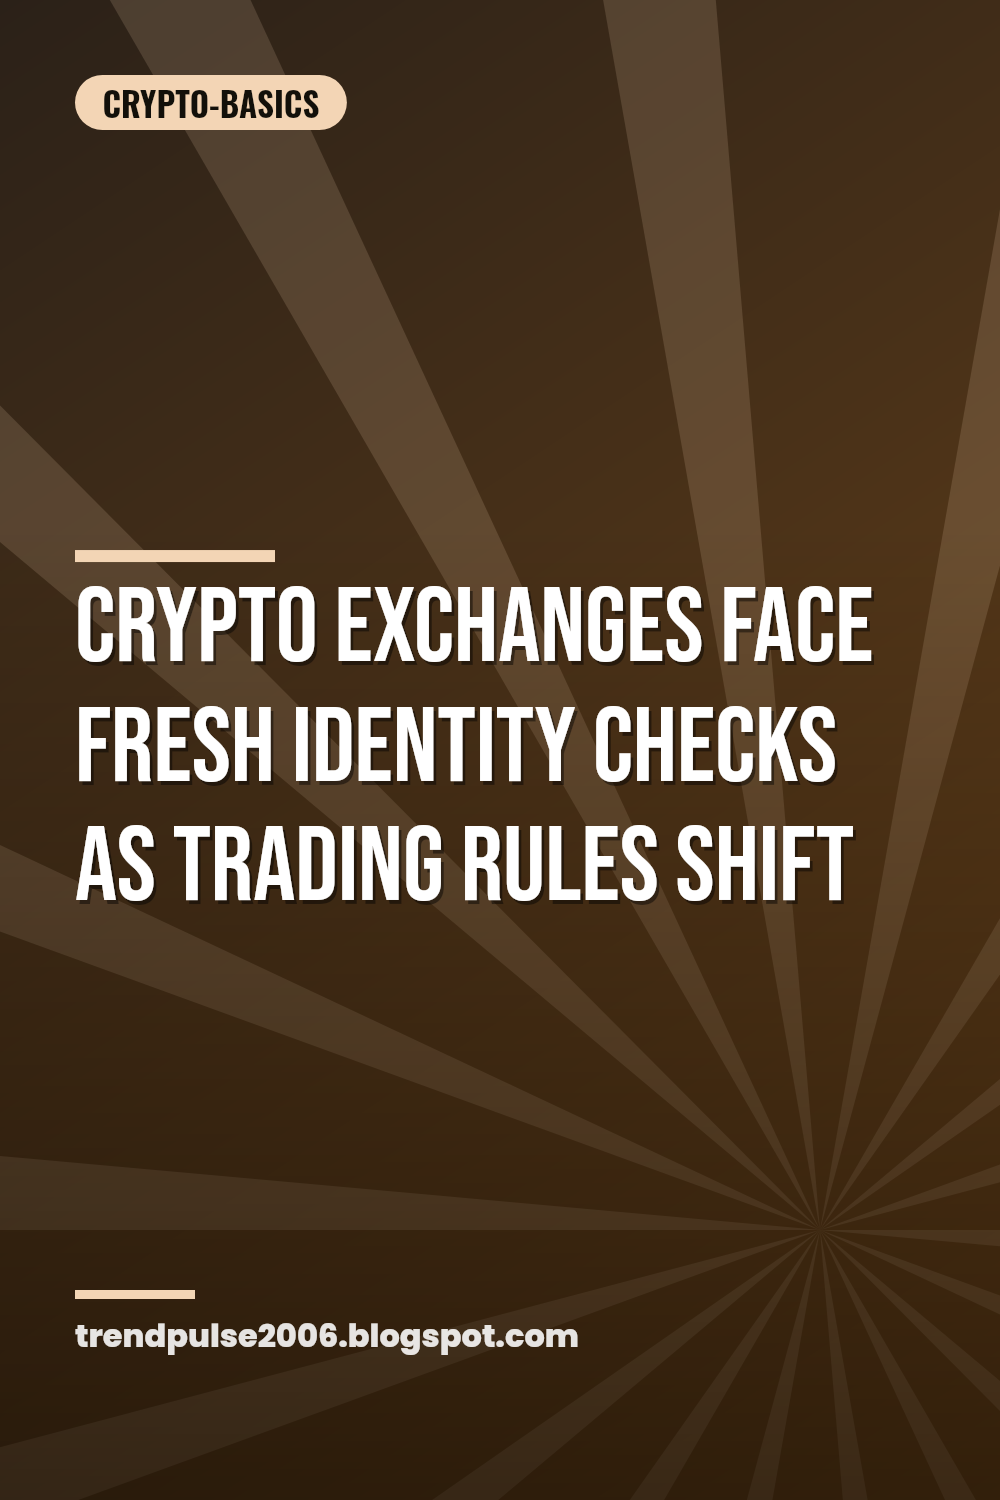 CRYPTO-BASICS
CRYPTO EXCHANGES FACE
FRESH IDENTITY CHECKS
AS TRADING RULES SHIFT
trendpulse2006.blogspot.com